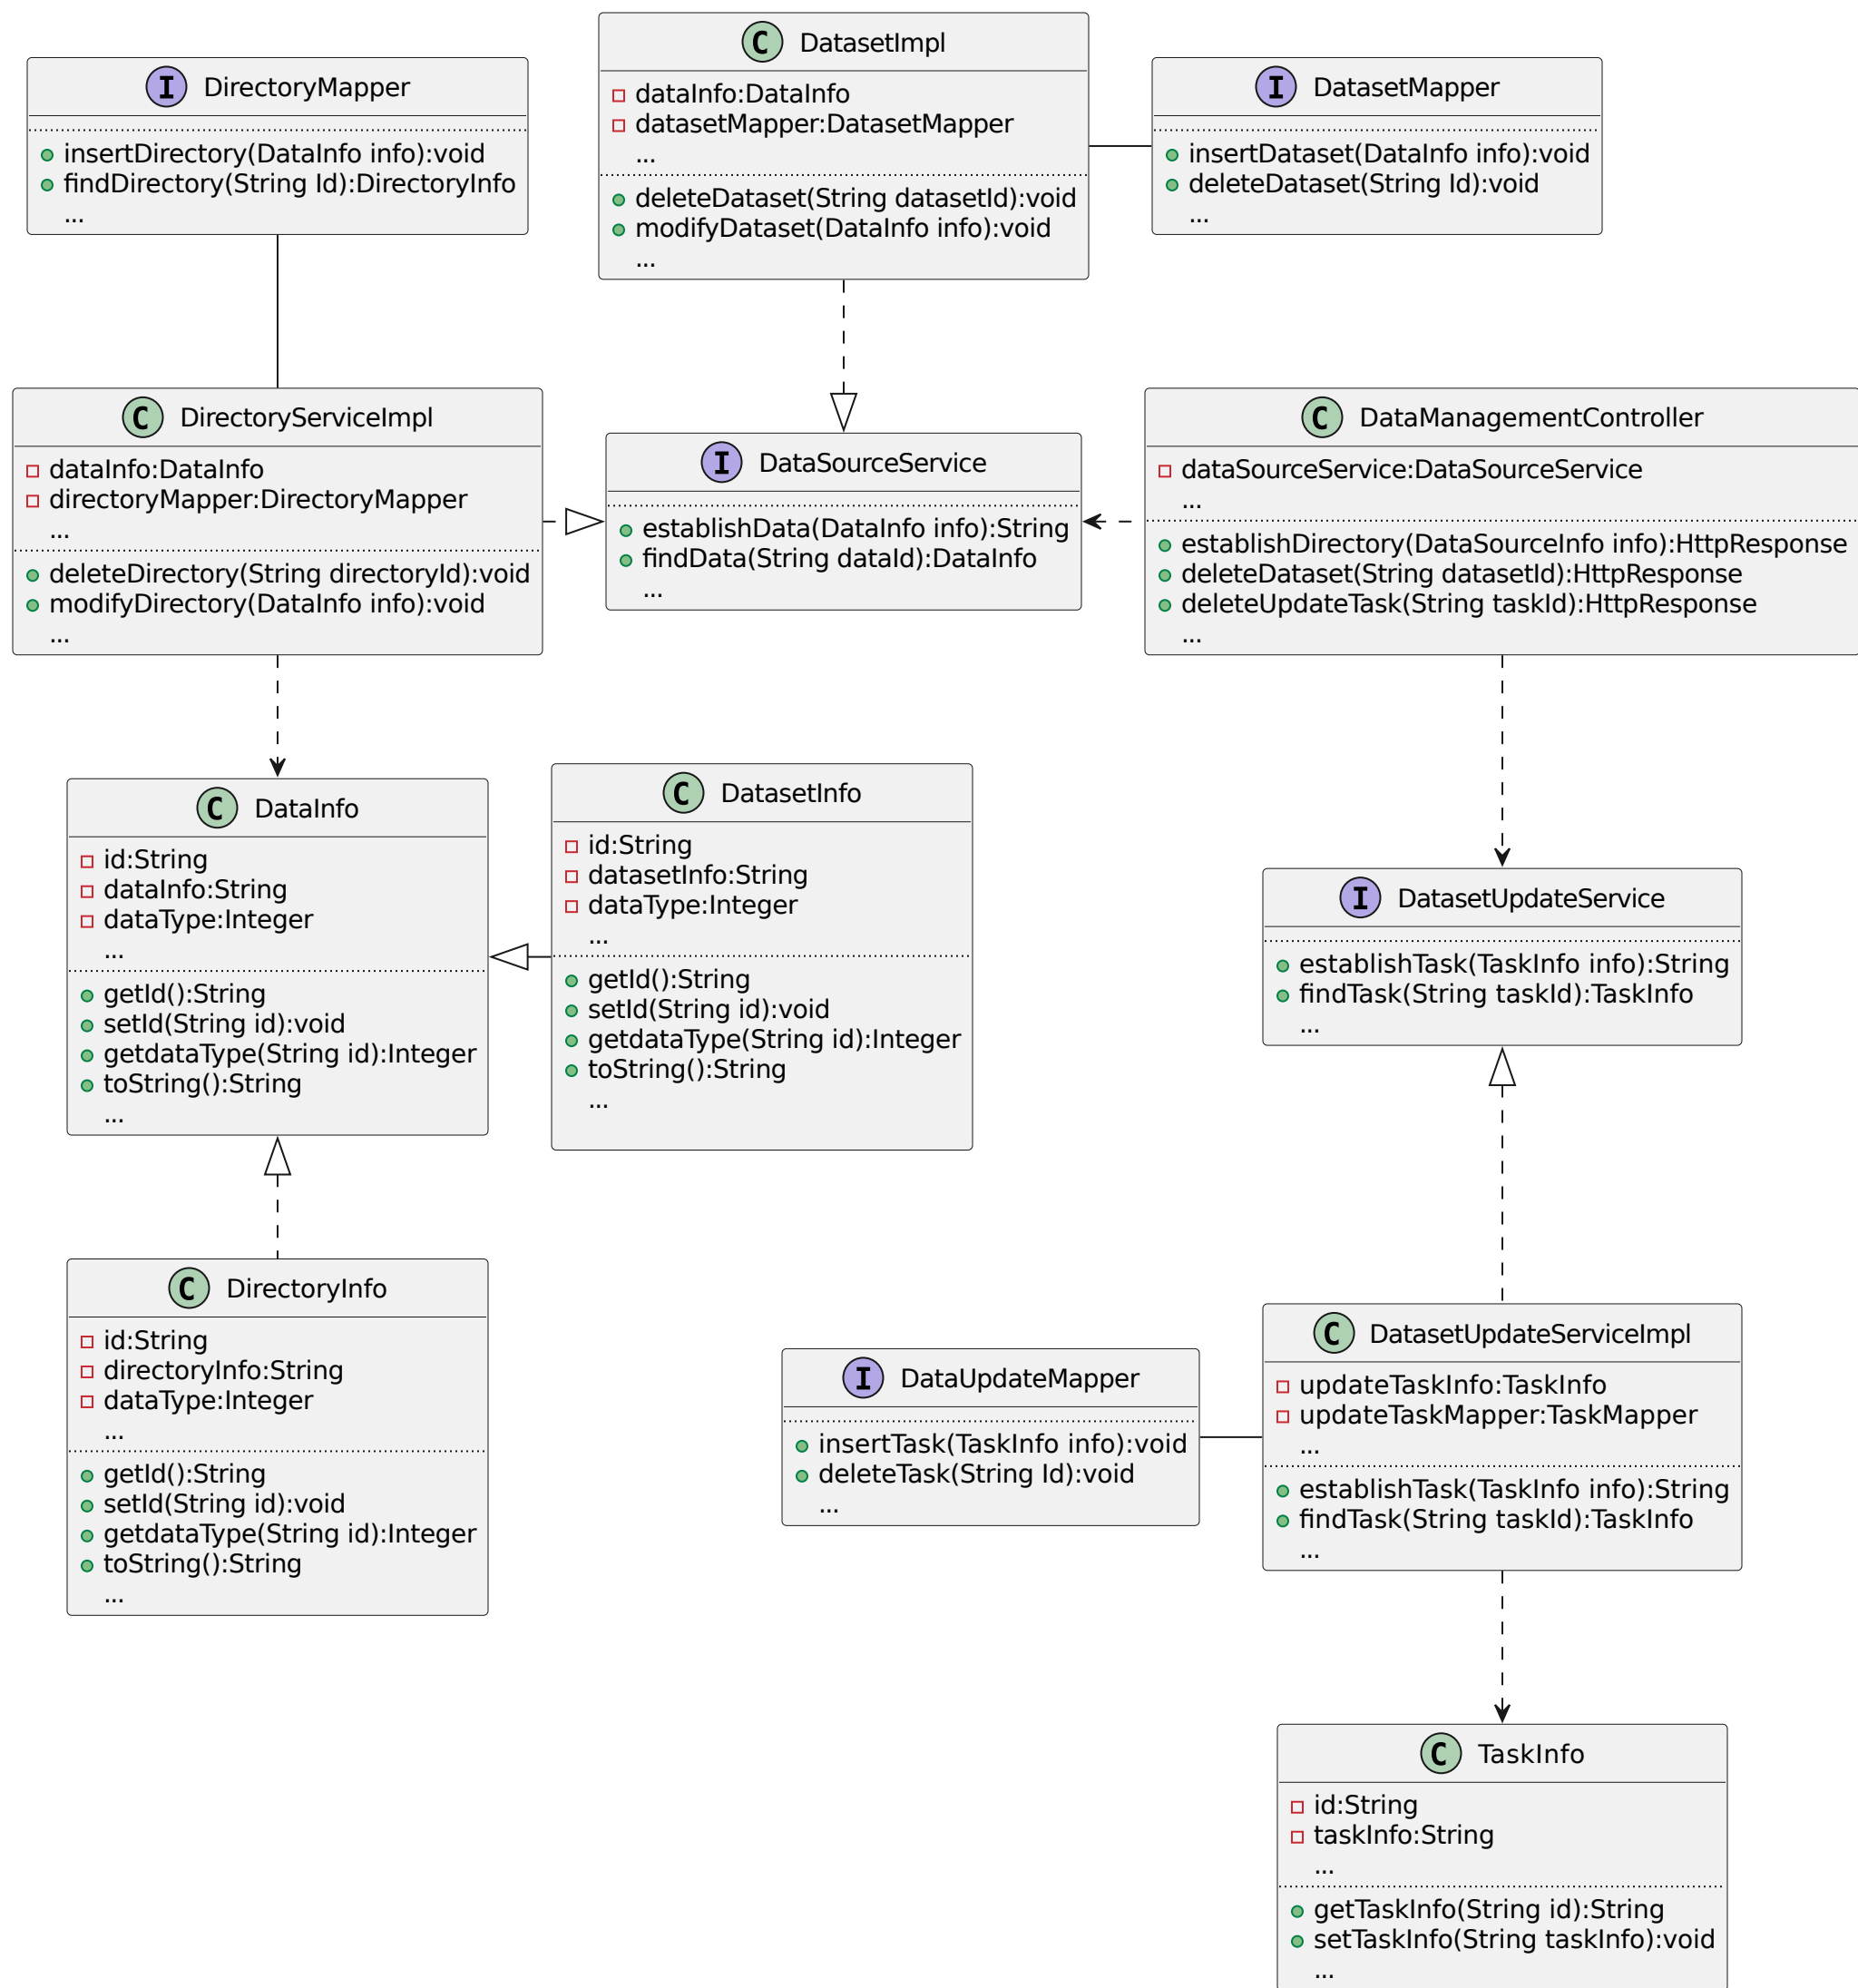 C DatasetImpl
dataInfo:DataInfo
datasetMapper:DatasetMapper
...
deleteDataset(String datasetId):void
modifyDataset(DataInfo info):void
...
I DirectoryMapper
insertDirectory(DataInfo info):void
findDirectory(String Id):DirectoryInfo
...
I DatasetMapper
insertDataset(DataInfo info):void
deleteDataset(String Id):void
...
C DirectoryServiceImpl
dataInfo:DataInfo
directoryMapper:DirectoryMapper
...
deleteDirectory(String directoryId):void
modifyDirectory(DataInfo info):void
...
I DataSourceService
establishData(DataInfo info):String
findData(String dataId):DataInfo
...
C DataManagementController
dataSourceService:DataSourceService
...
establishDirectory(DataSourceInfo info):HttpResponse
deleteDataset(String datasetId):HttpResponse
deleteUpdateTask(String taskId):HttpResponse
...
C DataInfo
id:String
dataInfo:String
dataType:Integer
...
getId():String
setId(String id):void
getdataType(String id):Integer
toString():String
...
C DatasetInfo
id:String
datasetInfo:String
dataType:Integer
...
getId():String
setId(String id):void
getdataType(String id):Integer
toString():String
...
I DatasetUpdateService
establishTask(TaskInfo info):String
findTask(String taskId):TaskInfo
...
C DirectoryInfo
id:String
directoryInfo:String
dataType:Integer
...
getId():String
setId(String id):void
getdataType(String id):Integer
toString():String
...
I DataUpdateMapper
insertTask(TaskInfo info):void
deleteTask(String Id):void
...
C DatasetUpdateServiceImpl
updateTaskInfo:TaskInfo
updateTaskMapper:TaskMapper
...
establishTask(TaskInfo info):String
findTask(String taskId):TaskInfo
...
C TaskInfo
id:String
taskInfo:String
...
getTaskInfo(String id):String
setTaskInfo(String taskInfo):void
...